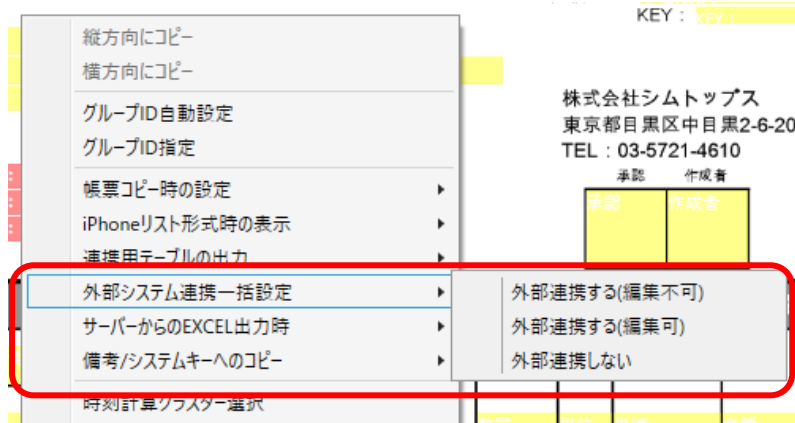 KEY : KEY :
縦方向にコピー
横方向にコピー
グループID自動設定
グループID指定
帳票コピー時の設定
iPhoneリスト形式時の表示
連携用テーブルの出力
外部システム連携一括設定
サーバーからのEXCEL出力時
備考/システムキーへのコピー
時刻計算クラスター選択
外部連携する(編集不可)
外部連携する(編集可)
外部連携しない
株式会社シムトップス
東京都目黒区中目黒2-6-20
TEL : 03-5721-4610
承認 作成者
承認 作成者